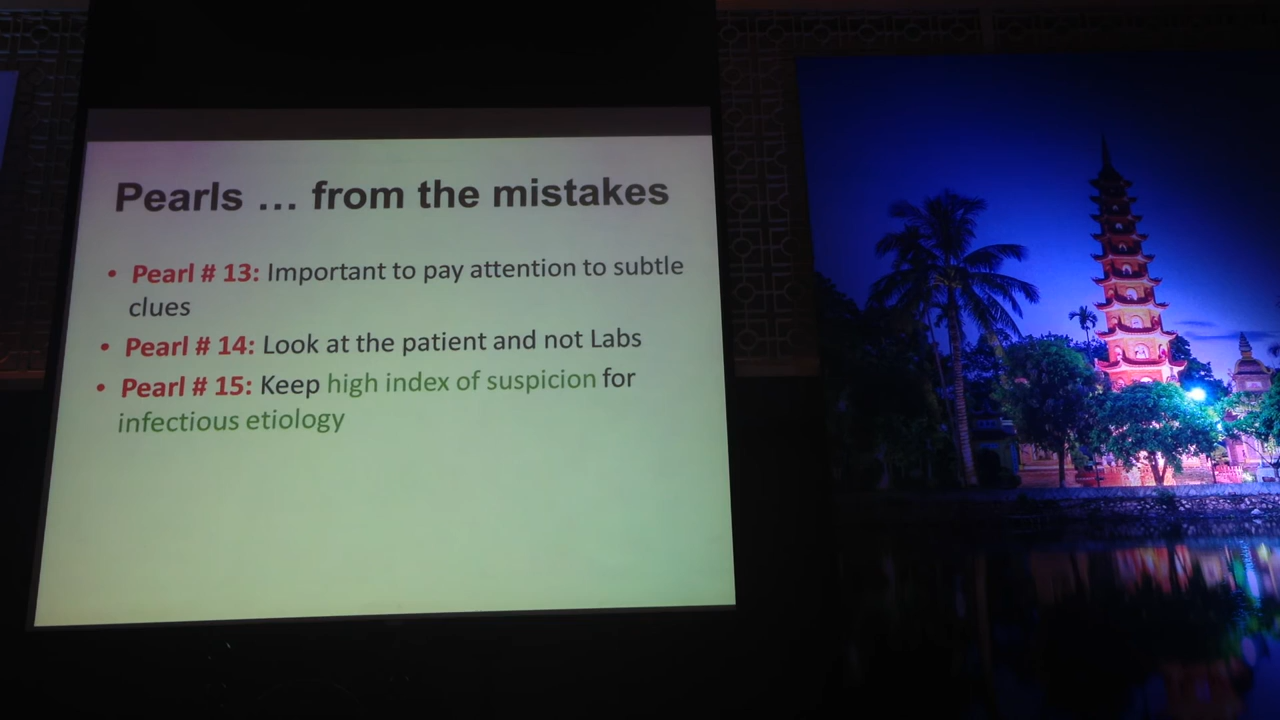 Pearls ... from the mistakes
• Pearl # 13: Important to pay attention to subtle
clues
• Pearl # 14: Look at the patient and not Labs
• Pearl # 15: Keep high index of suspicion for
infectious etiology